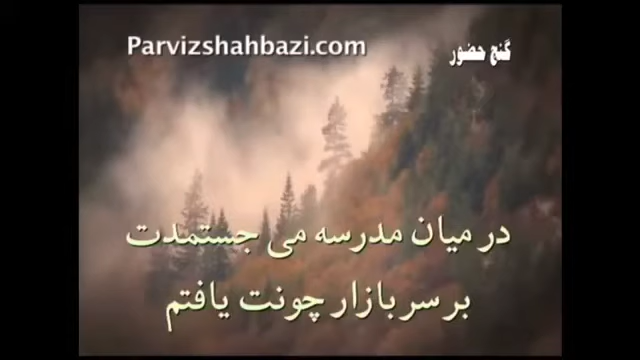 Parvizshahbazi.com
گنج حضور
در میان مدرسه می جستمدت
بر سر بازار چونت یافتم